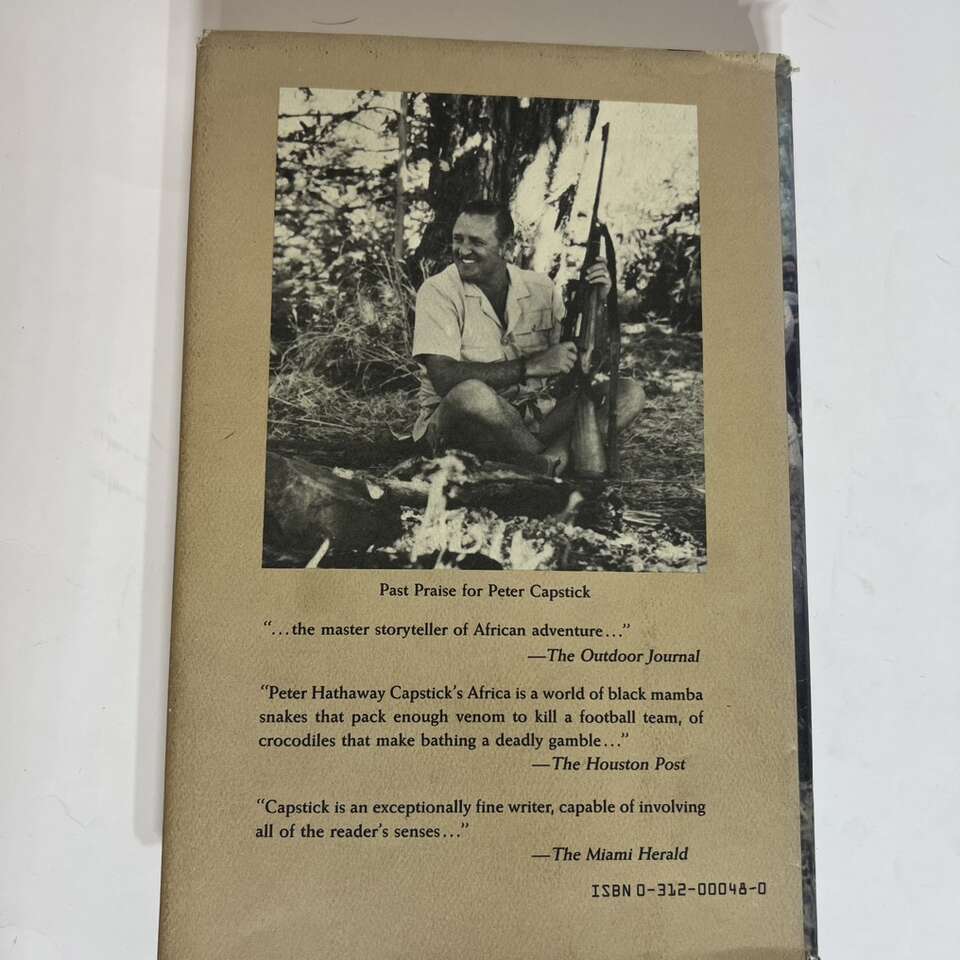 Past Praise for Peter Capstick
“...the master storyteller of African adventure...”
—The Outdoor Journal
“Peter Hathaway Capstick’s Africa is a world of black mamba
snakes that pack enough venom to kill a football team, of
crocodiles that make bathing a deadly gamble...”
—The Houston Post
“Capstick is an exceptionally fine writer, capable of involving
all of the reader’s senses...”
—The Miami Herald
ISBN 0-312-00048-0